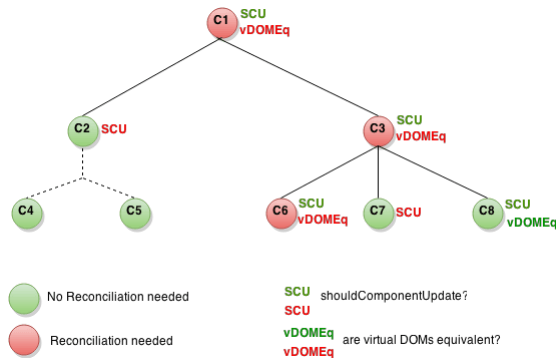 C1
SCU
vDOMEq
C2
SCU
C3
SCU
vDOMEq
C4
C5
C6
SCU
vDOMEq
C7
SCU
C8
SCU
vDOMEq
No Reconciliation needed
Reconciliation needed
SCU
SCU
shouldComponentUpdate?
vDOMEq
vDOMEq
are virtual DOMs equivalent?